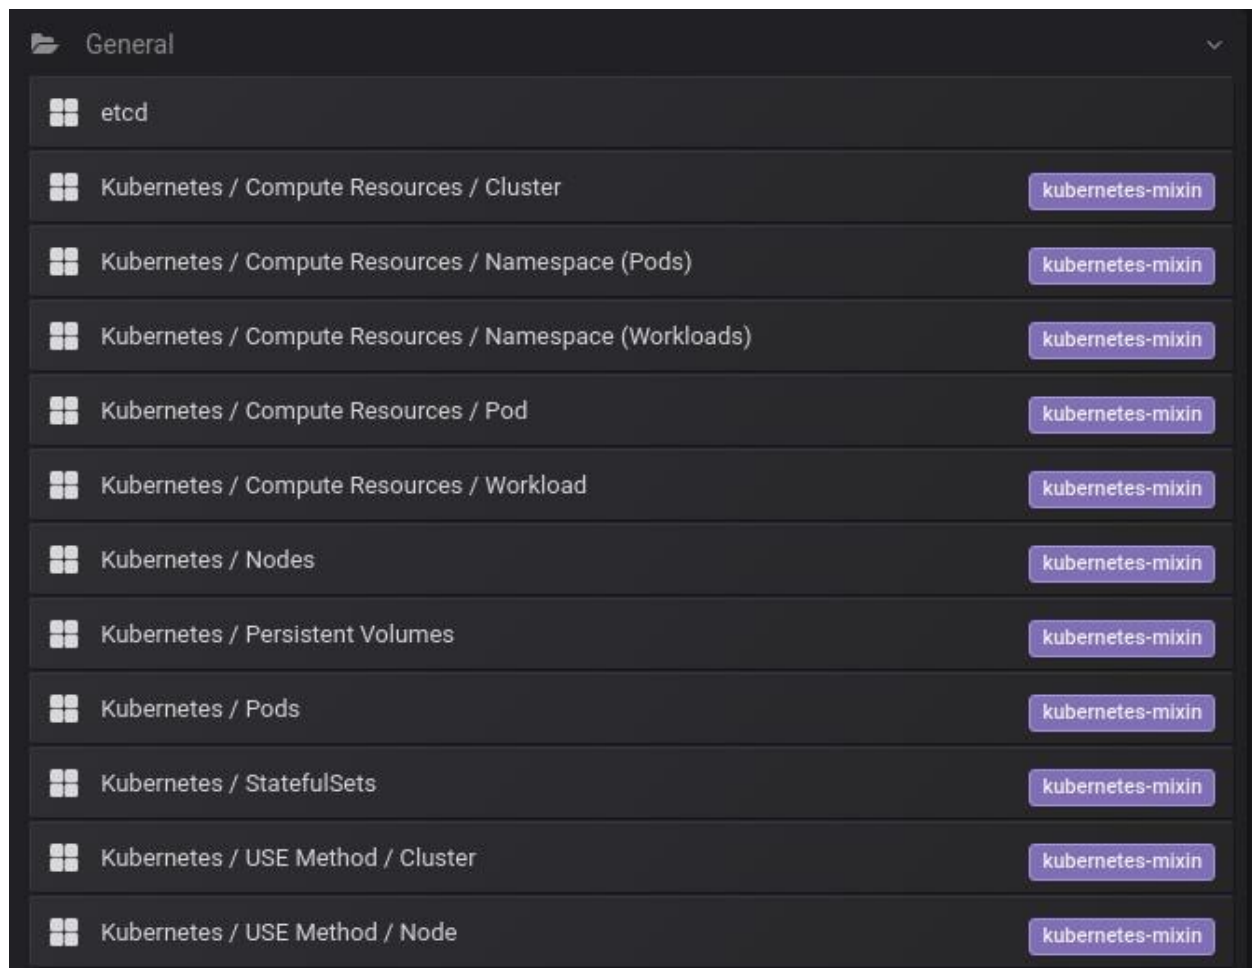 General
etcd
Kubernetes / Compute Resources / Cluster kubernetes-mixin
Kubernetes / Compute Resources / Namespace (Pods) kubernetes-mixin
Kubernetes / Compute Resources / Namespace (Workloads) kubernetes-mixin
Kubernetes / Compute Resources / Pod kubernetes-mixin
Kubernetes / Compute Resources / Workload kubernetes-mixin
Kubernetes / Nodes kubernetes-mixin
Kubernetes / Persistent Volumes kubernetes-mixin
Kubernetes / Pods kubernetes-mixin
Kubernetes / StatefulSets kubernetes-mixin
Kubernetes / USE Method / Cluster kubernetes-mixin
Kubernetes / USE Method / Node kubernetes-mixin